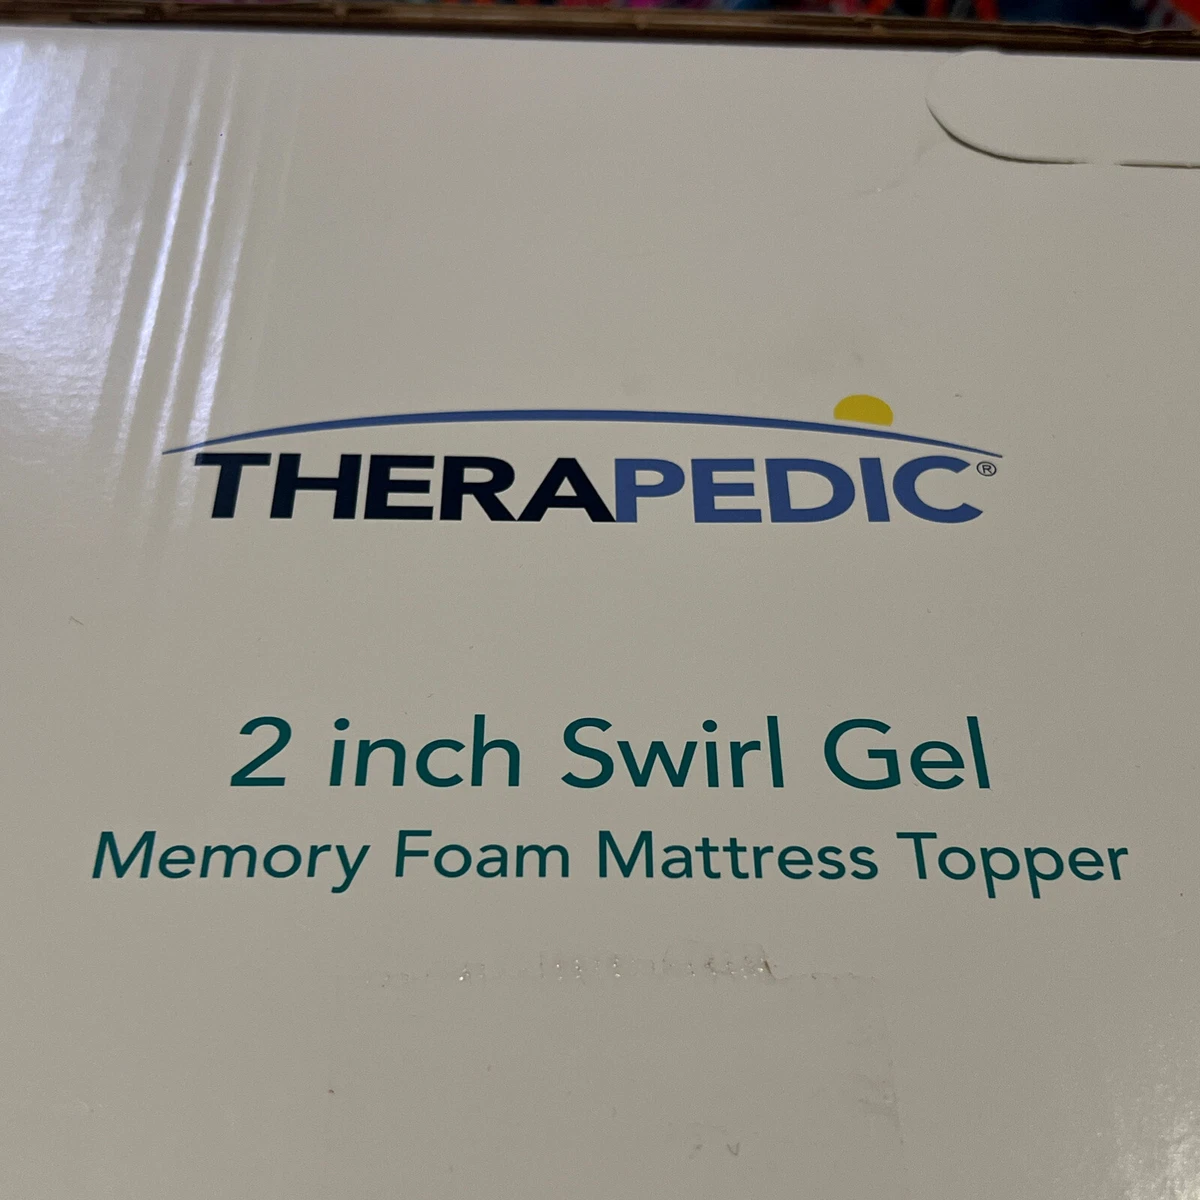 THERAPEDIC®
2 inch Swirl Gel
Memory Foam Mattress Topper